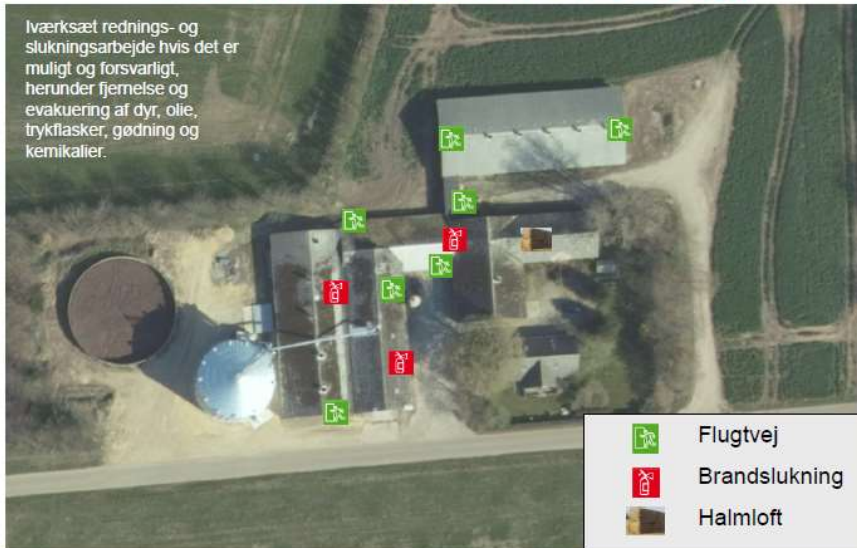 Iværksæt rednings- og
slukningsarbejde hvis det er
muligt og forsvarligt,
herunder fjernelse og
evakuering af dyr, olie,
trykflasker, gødning og
kemikalier.
Flugtvej
Brandslukning
Halmloft